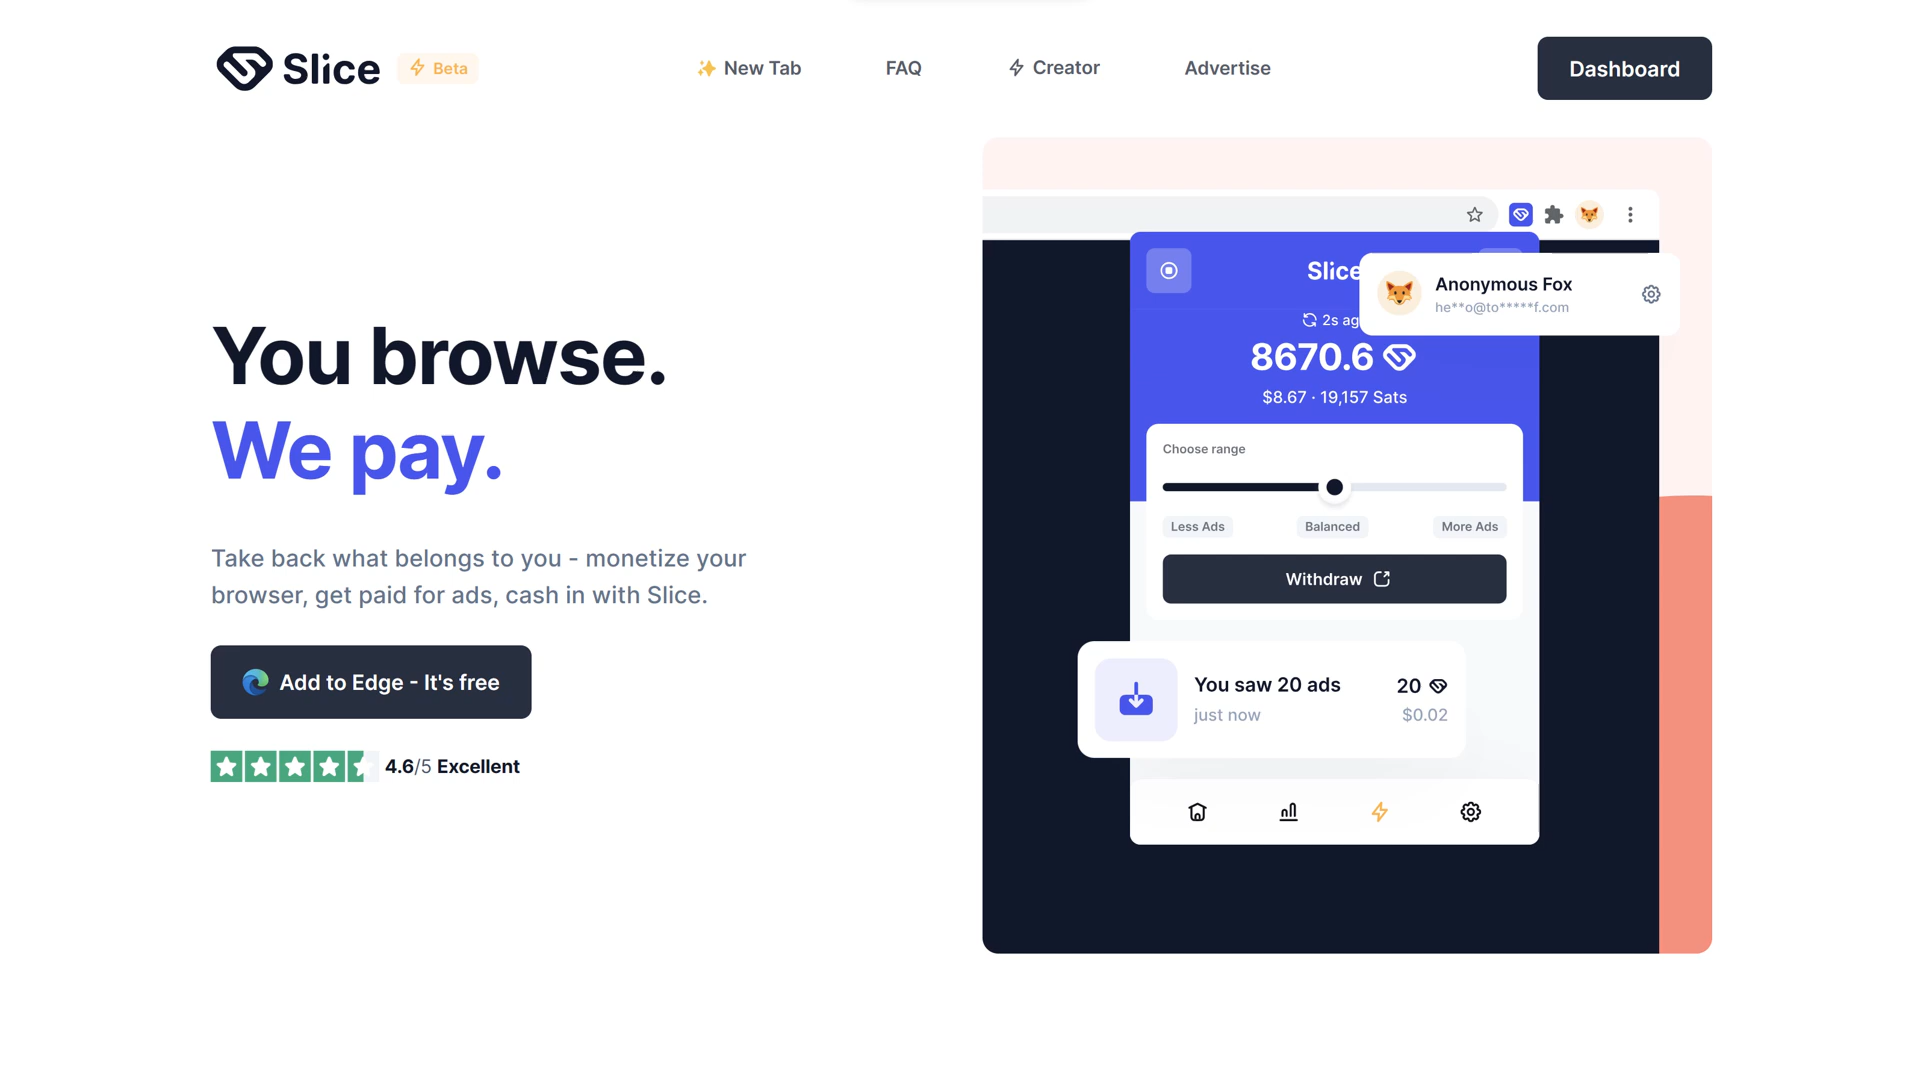 Slice
Beta
New Tab
FAQ
Creator
Advertise
Dashboard
You browse.
We pay.
Take back what belongs to you - monetize your
browser, get paid for ads, cash in with Slice.
Add to Edge - It's free
4.6/5 Excellent
Slice
Anonymous Fox
he**o@to*****f.com
2s ag
8670.6
$8.67 · 19,157 Sats
Choose range
Less Ads
Balanced
More Ads
Withdraw
You saw 20 ads
20
just now
$0.02